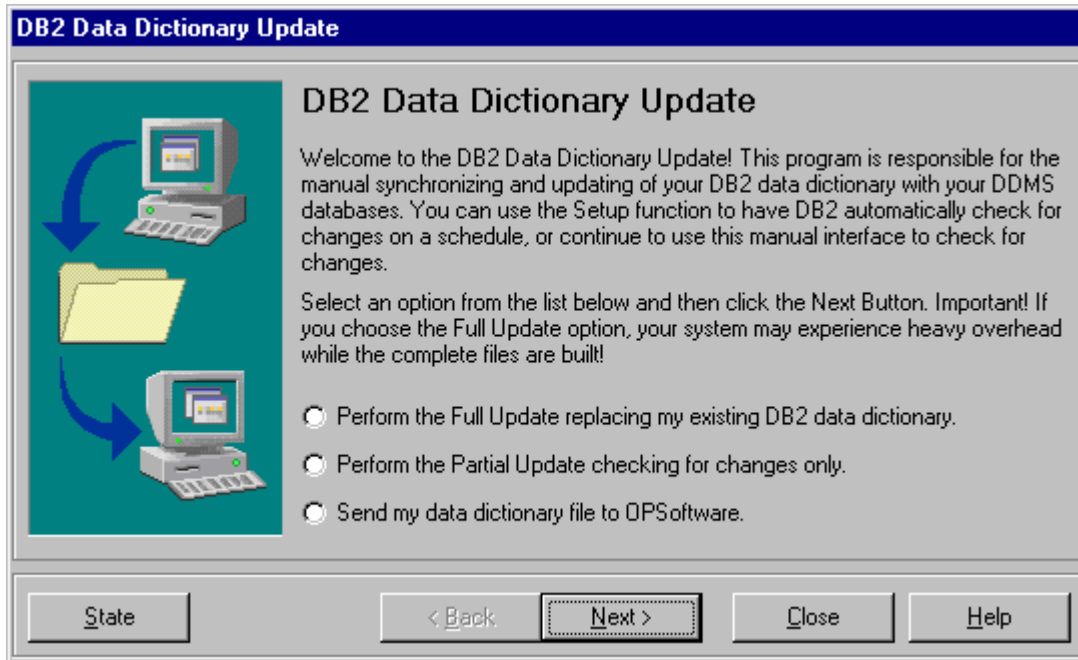 DB2 Data Dictionary Update
DB2 Data Dictionary Update
Welcome to the DB2 Data Dictionary Update! This program is responsible for the
manual synchronizing and updating of your DB2 data dictionary with your DDMS
databases. You can use the Setup function to have DB2 automatically check for
changes on a schedule, or continue to use this manual interface to check for
changes.
Select an option from the list below and then click the Next Button. Important! If
you choose the Full Update option, your system may experience heavy overhead
while the complete files are built!
Perform the Full Update replacing my existing DB2 data dictionary.
Perform the Partial Update checking for changes only.
Send my data dictionary file to OPSoftware.
State
< Back
Next >
Close
Help